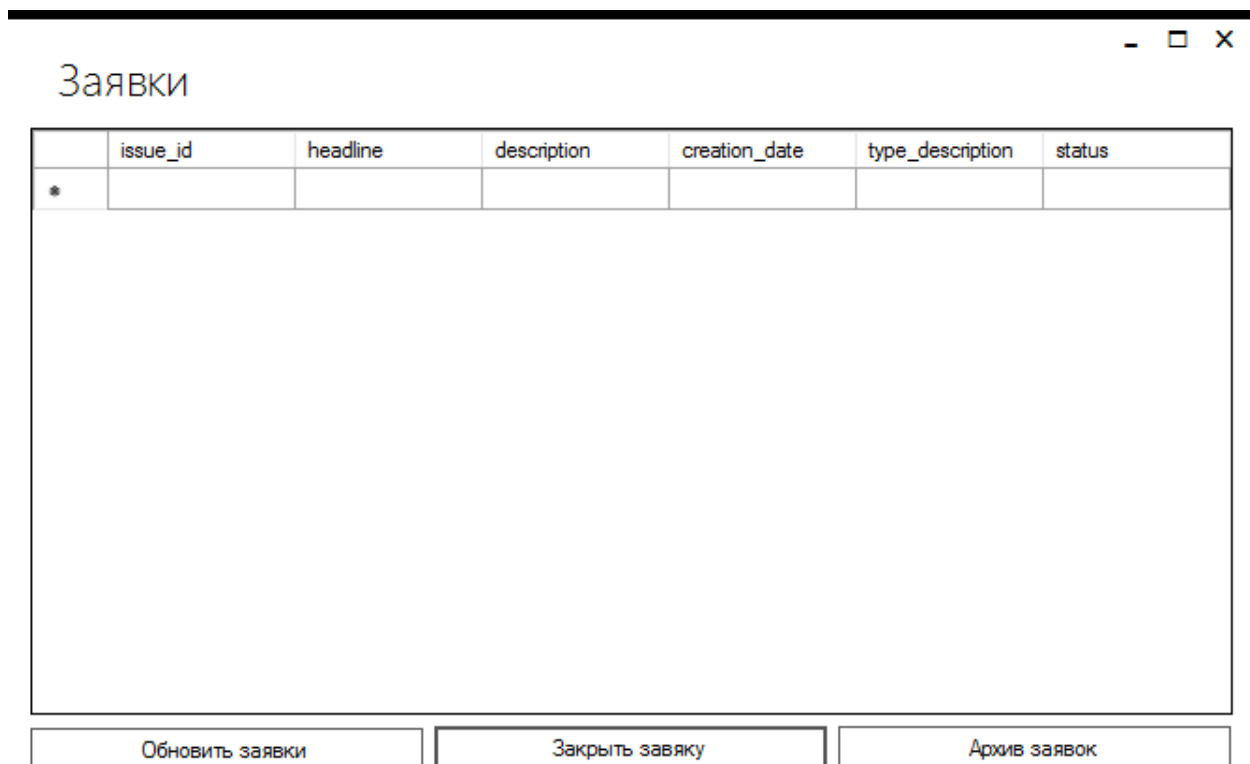 Заявки
issue_id headline description creation_date type_description status
Обновить заявки Закрыть завяку Архив заявок